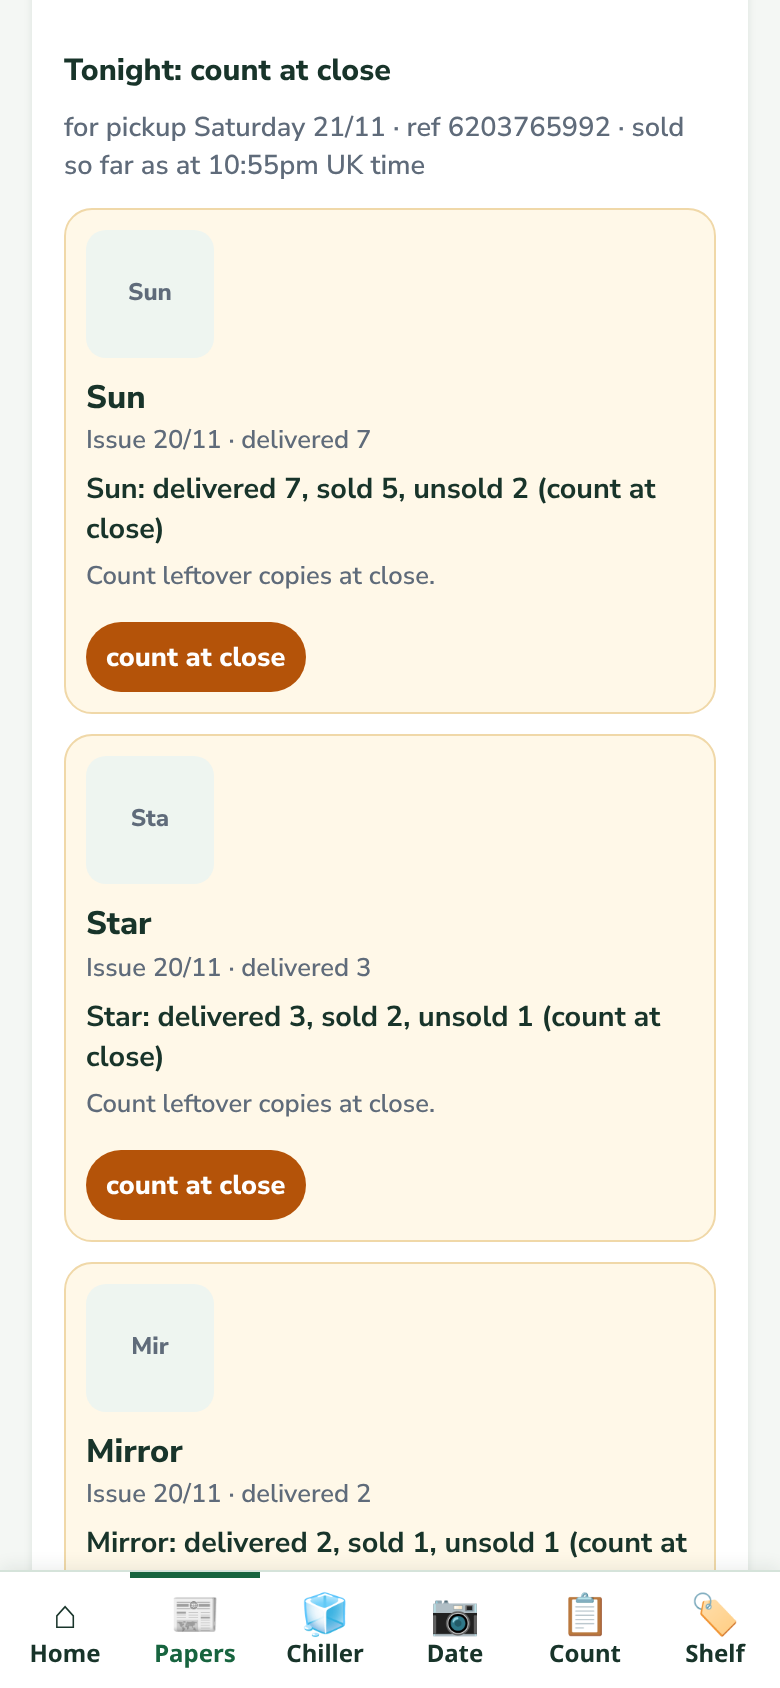 Tonight: count at close
for pickup Saturday 21/11 · ref 6203765992 · sold
so far as at 10:55pm UK time
Sun
Sun
Issue 20/11 · delivered 7
Sun: delivered 7, sold 5, unsold 2 (count at
close)
Count leftover copies at close.
count at close
Sta
Star
Issue 20/11 · delivered 3
Star: delivered 3, sold 2, unsold 1 (count at
close)
Count leftover copies at close.
count at close
Mir
Mirror
Issue 20/11 · delivered 2
Mirror: delivered 2, sold 1, unsold 1 (count at
Home Papers Chiller Date Count Shelf